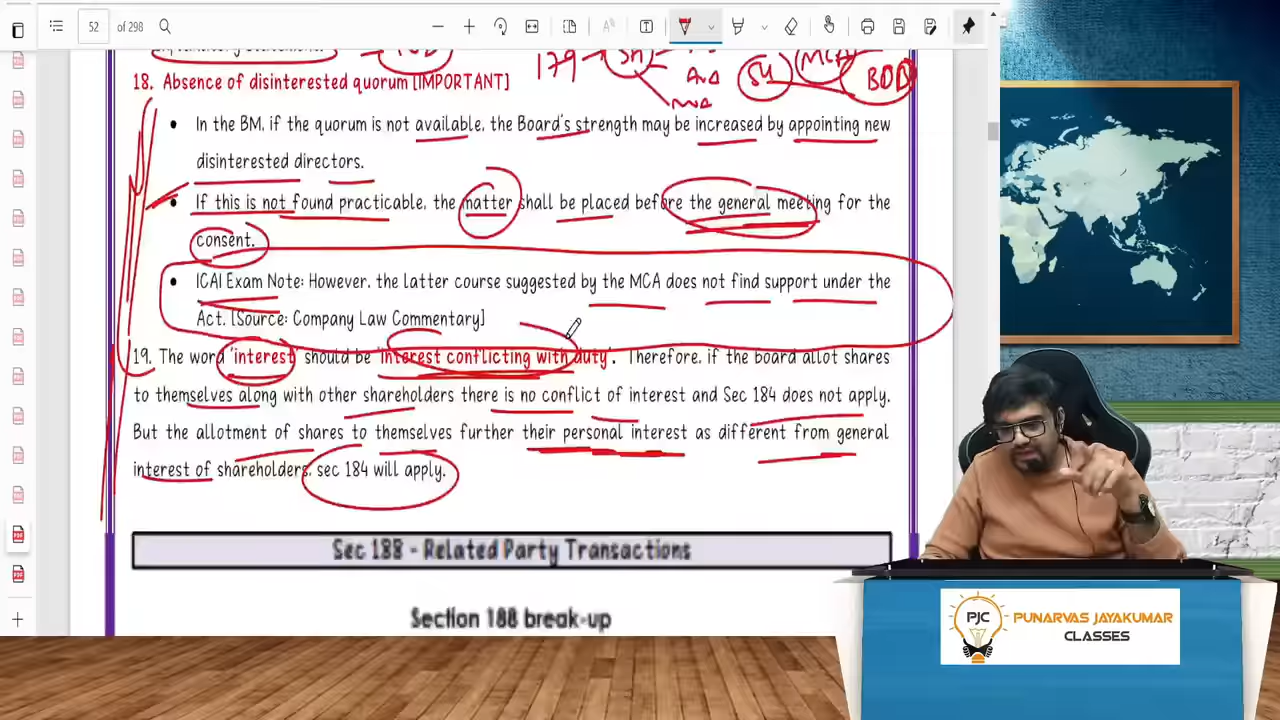 52 of 298
179 SH
SH MCA BOD
18. Absence of disinterested quorum [IMPORTANT]
• In the BM, if the quorum is not available, the Board's strength may be increased by appointing new
disinterested directors.
• If this is not found practicable, the matter shall be placed before the general meeting for the
consent.
• ICAI Exam Note: However, the latter course suggested by the MCA does not find support under the
Act. [Source: Company Law Commentary]
19. The word 'interest' should be 'interest conflicting with duty'. Therefore, if the board allot shares
to themselves along with other shareholders there is no conflict of interest and Sec 184 does not apply.
But the allotment of shares to themselves further their personal interest as different from general
interest of shareholders, sec 184 will apply.
Sec 188 - Related Party Transactions
Section 188 break-up
PJC PUNARVAS JAYAKUMAR
CLASSES